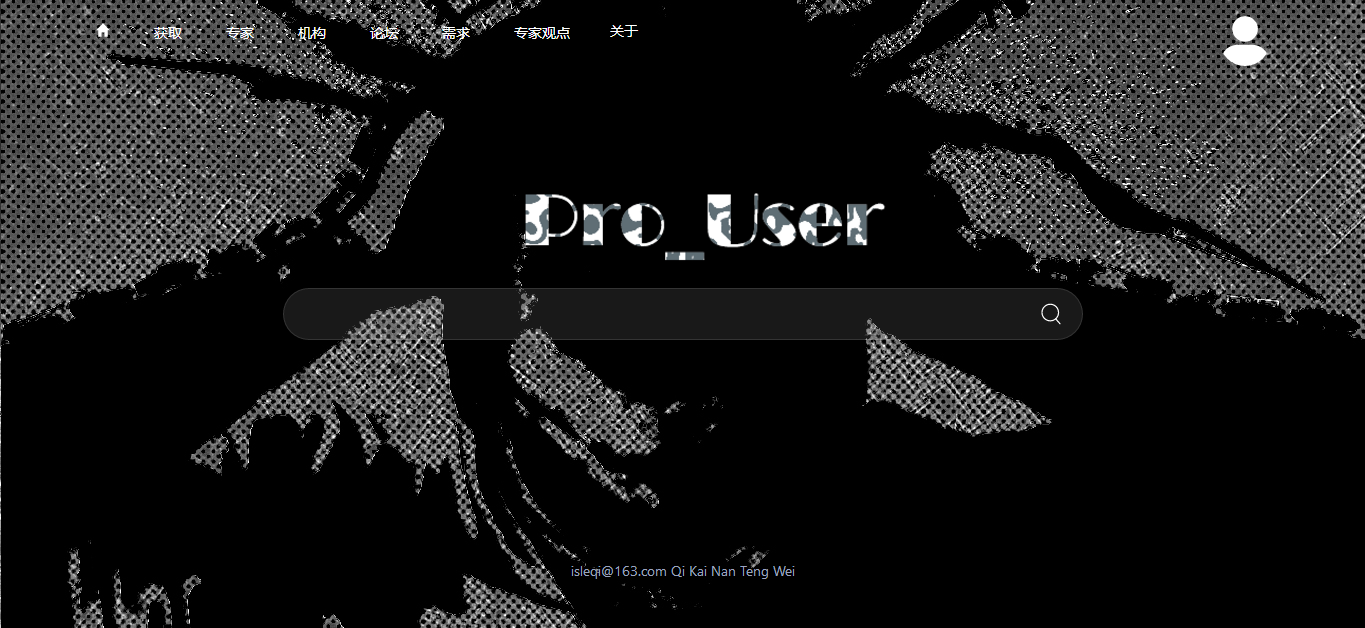 获取 专家 机构 论坛 需求 专家观点 关于
Pro_User
isleqi@163.com Qi Kai Nan Teng Wei